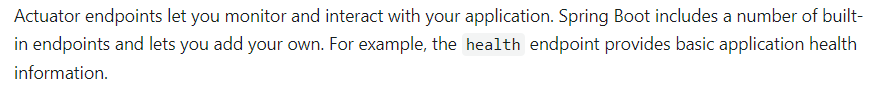 Actuator endpoints let you monitor and interact with your application. Spring Boot includes a number of built-
in endpoints and lets you add your own. For example, the health endpoint provides basic application health
information.